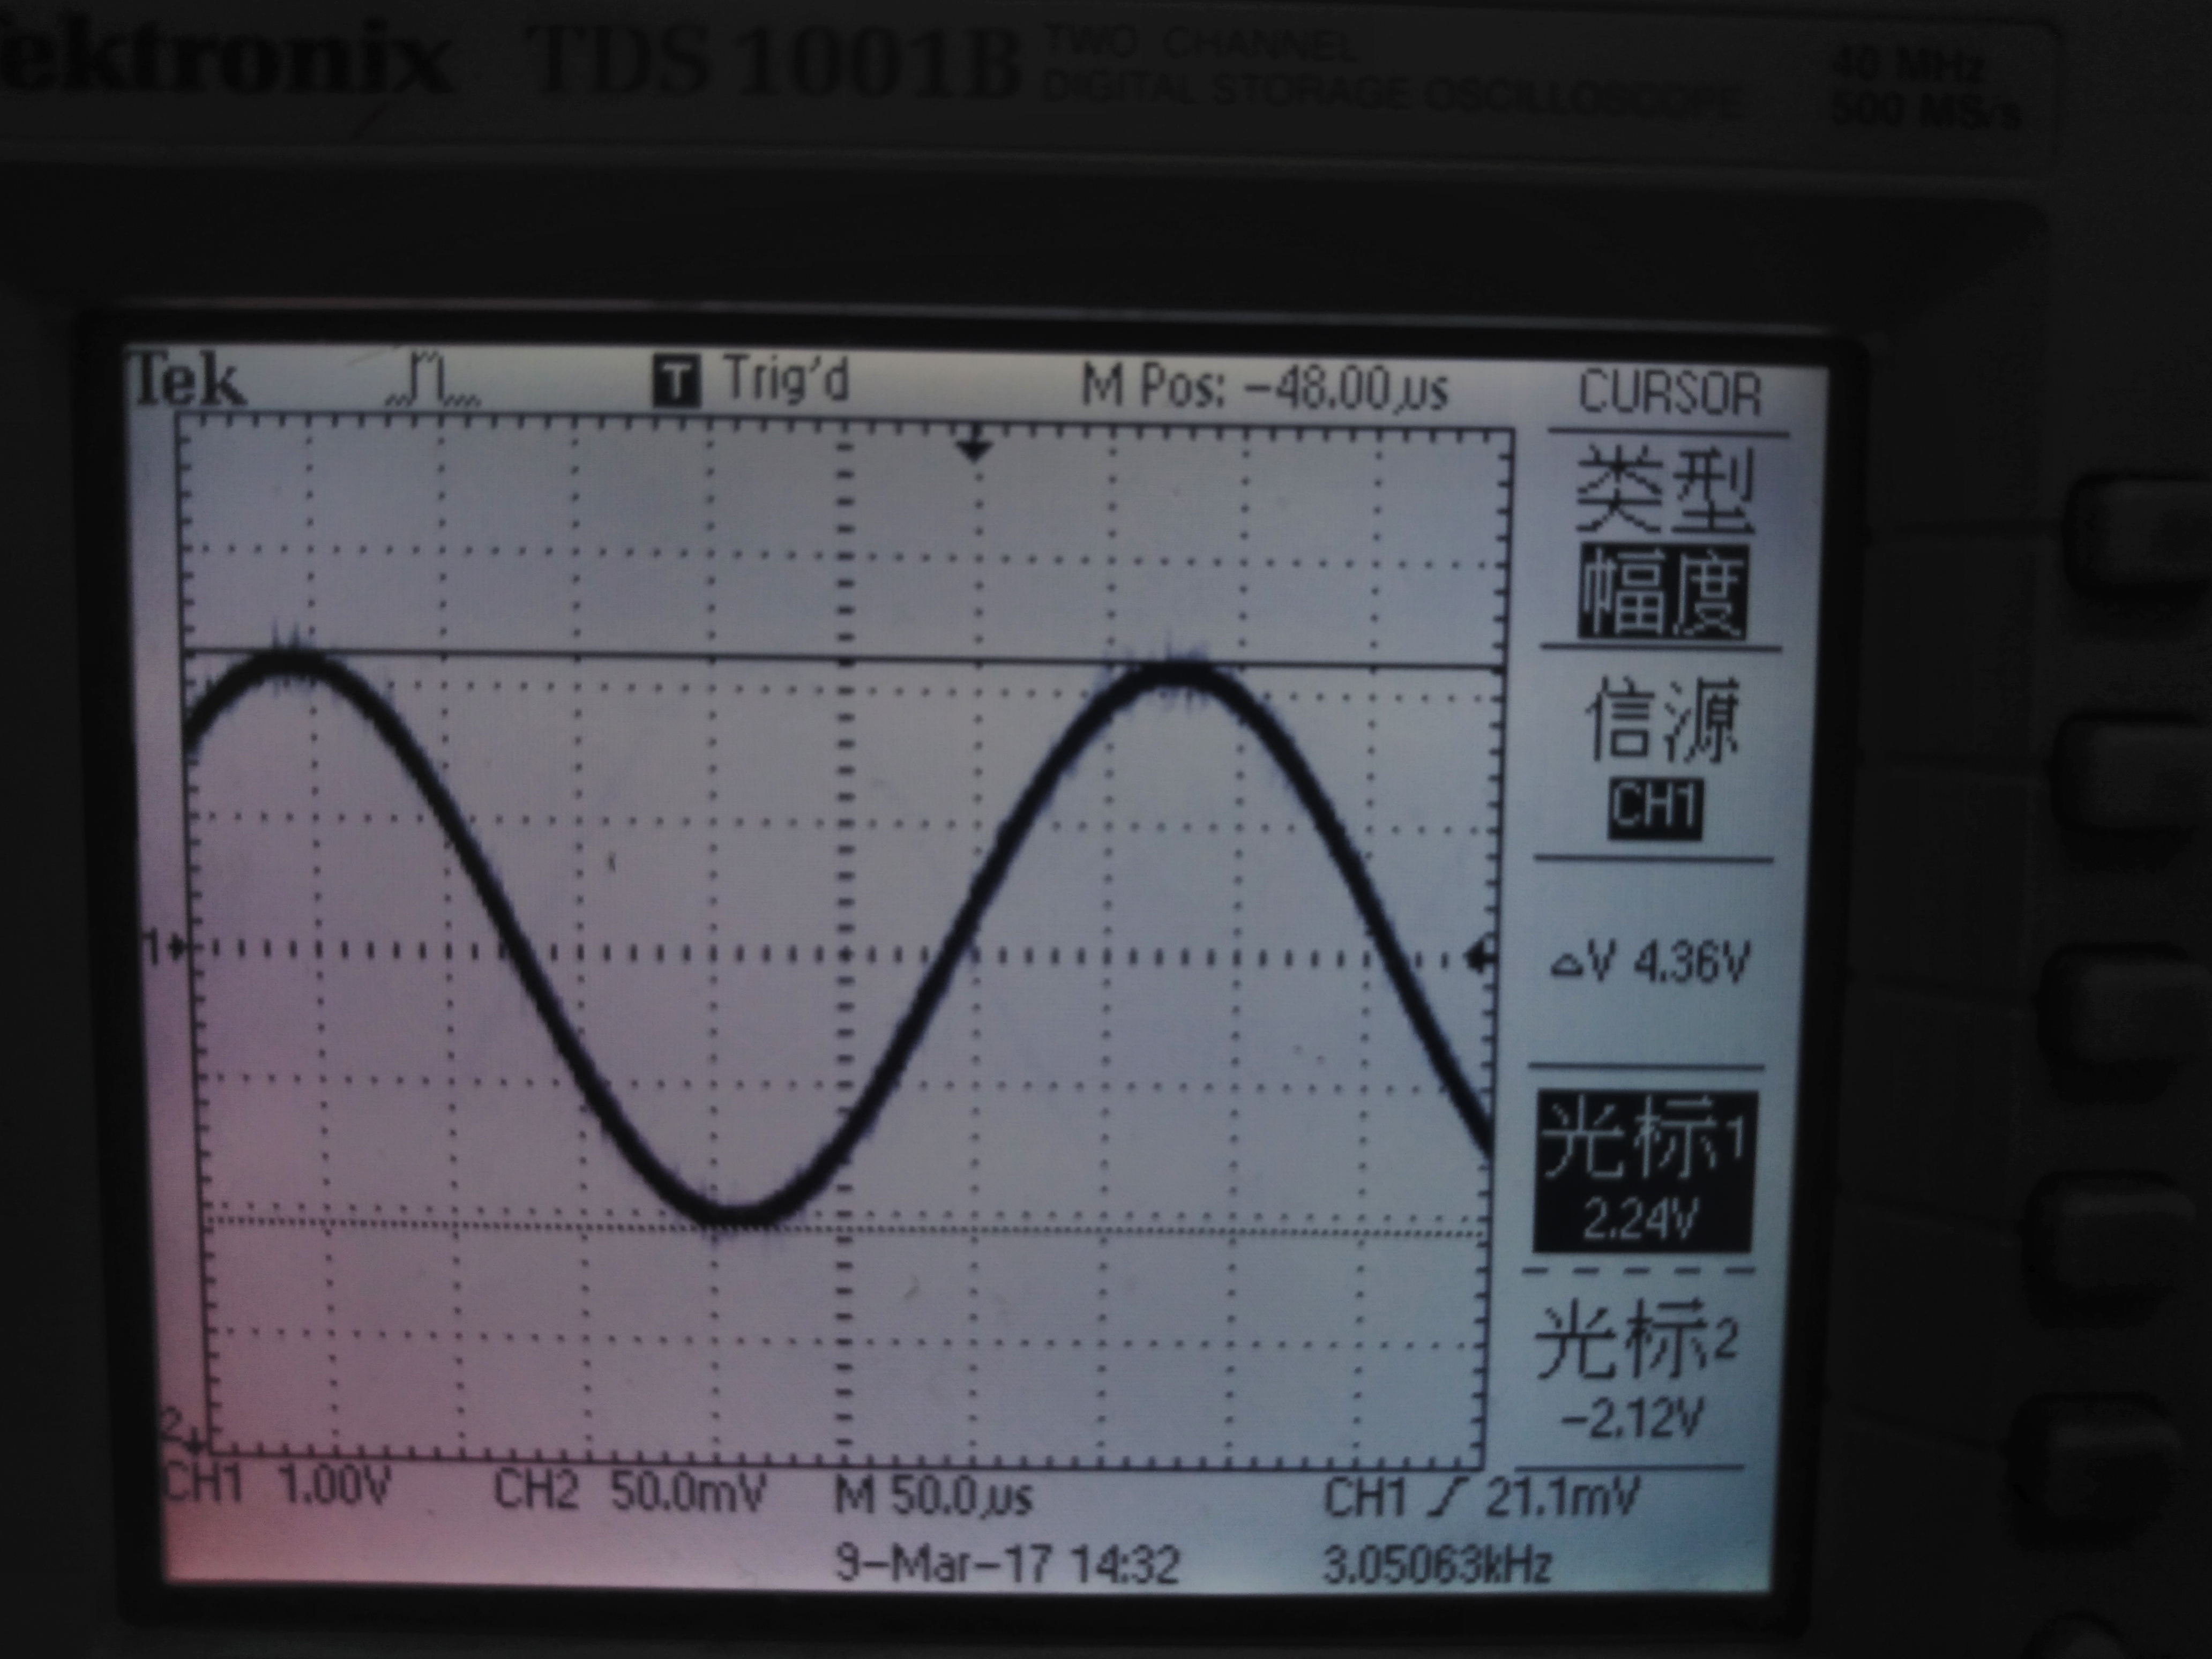 ektronix TDS 1001B TWO CHANNEL
DIGITAL STORAGE OSCILLOSCOPE
40 MHz
500 MS/s
Tek T Trig'd M Pos: -48.00µs CURSOR
类型
幅度
信源
CH1
1
△V 4.36V
光标1
2.24V
光标2
-2.12V
2
CH1 1.00V CH2 50.0mV M 50.0µs CH1 21.1mV
9-Mar-17 14:32 3.05063kHz